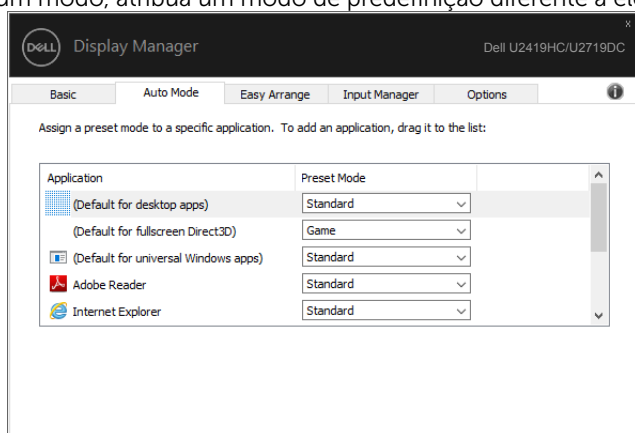 um modo, atribua um modo de predefinição diferente a
DELL Display Manager Dell U2419HC/U2719DC
x
Basic Auto Mode Easy Arrange Input Manager Options i
Assign a preset mode to a specific application. To add an application, drag it to the list:
Application Preset Mode
(Default for desktop apps) Standard
(Default for fullscreen Direct3D) Game
(Default for universal Windows apps) Standard
Adobe Reader Standard
Internet Explorer Standard